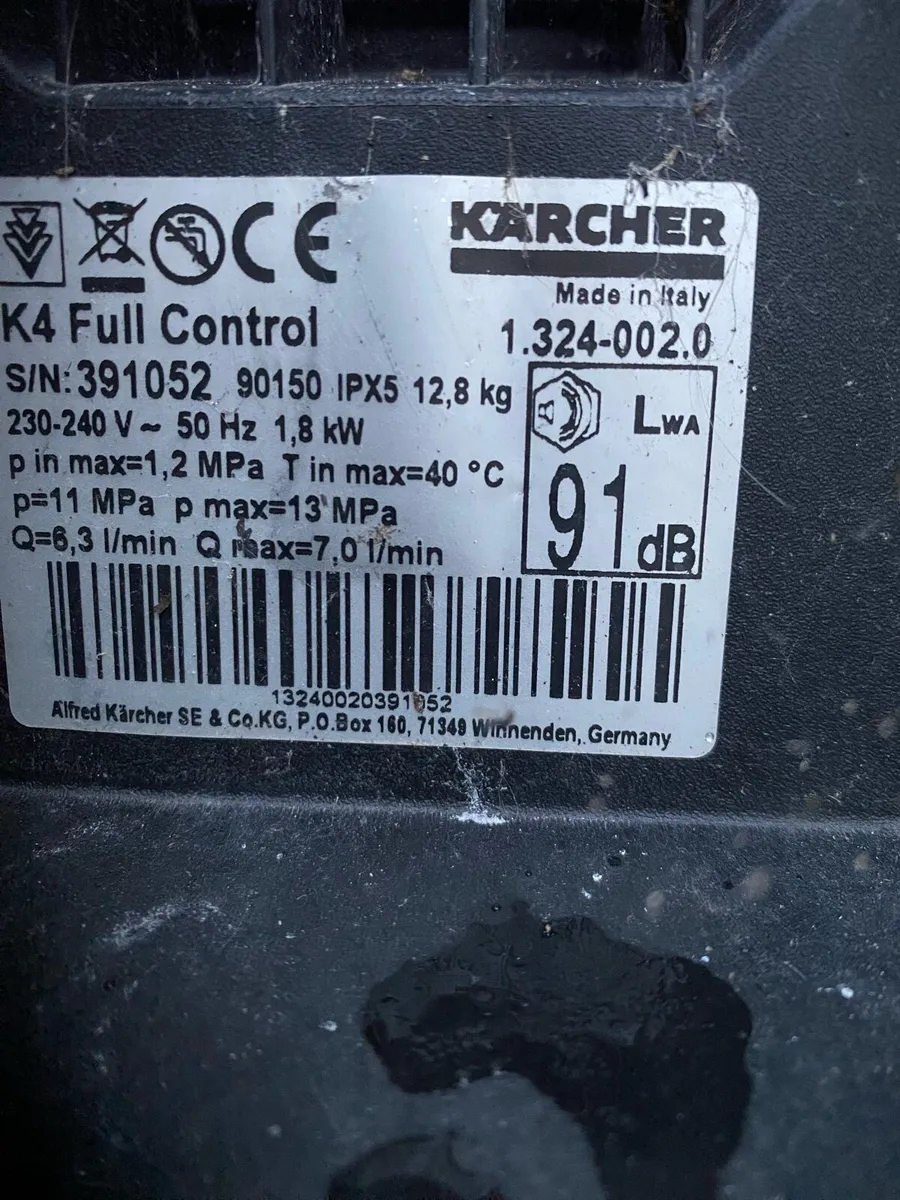 CE
KÄRCHER
Made in Italy
K4 Full Control 1.324-002.0
S/N: 391052 90150 IPX5 12,8 kg
230-240 V ~ 50 Hz 1,8 kW
LWA
p in max=1,2 MPa T in max=40 °C
p=11 MPa p max=13 MPa
91 dB
Q=6,3 l/min Q max=7,0 l/min
13240020391052
Alfred Kärcher SE & Co.KG, P.O.Box 160, 71349 Winnenden, Germany